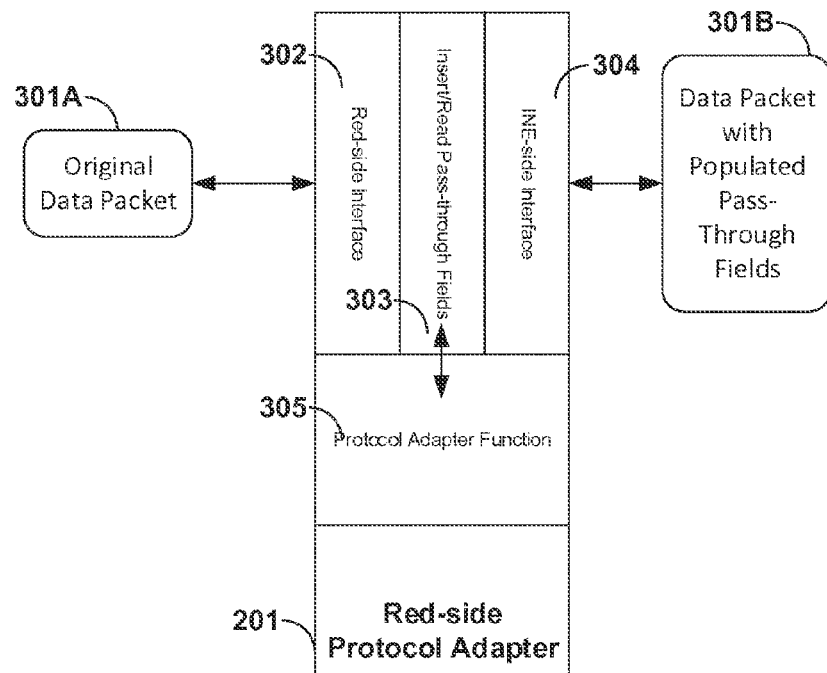 301A
Original
Data Packet
302
Red-side Interface
Insert/Read Pass-through Fields
303
INE-side Interface
304
301B
Data Packet
with
Populated
Pass-
Through
Fields
305
Protocol Adapter Function
201
Red-side
Protocol Adapter